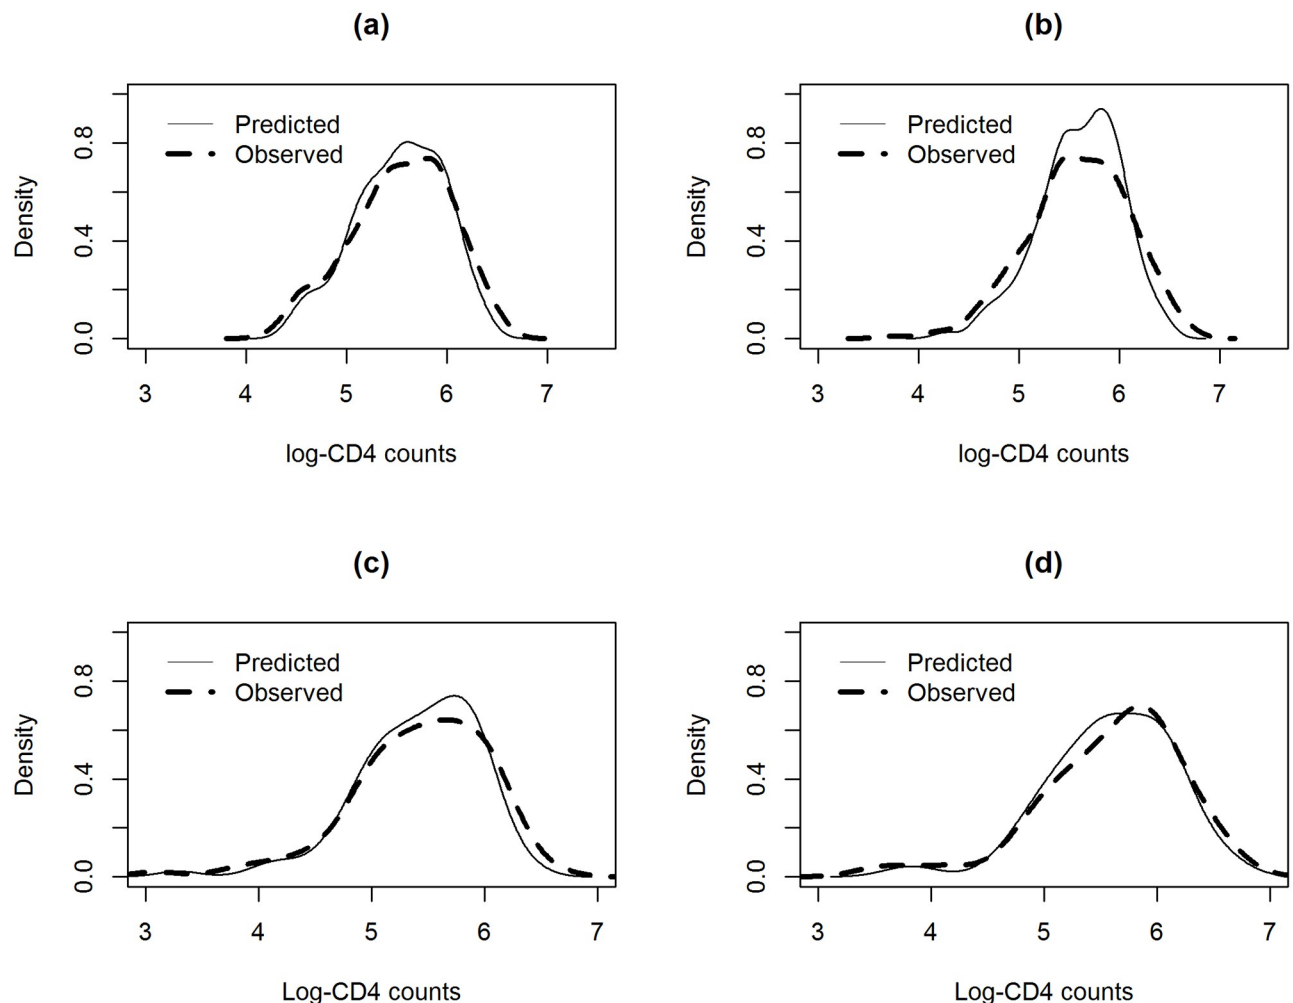 (a)
Predicted
Observed
Density
0.0 0.4 0.8
3 4 5 6 7
log-CD4 counts
(b)
Predicted
Observed
Density
0.0 0.4 0.8
3 4 5 6 7
log-CD4 counts
(c)
Predicted
Observed
Density
0.0 0.4 0.8
3 4 5 6 7
Log-CD4 counts
(d)
Predicted
Observed
Density
0.0 0.4 0.8
3 4 5 6 7
Log-CD4 counts